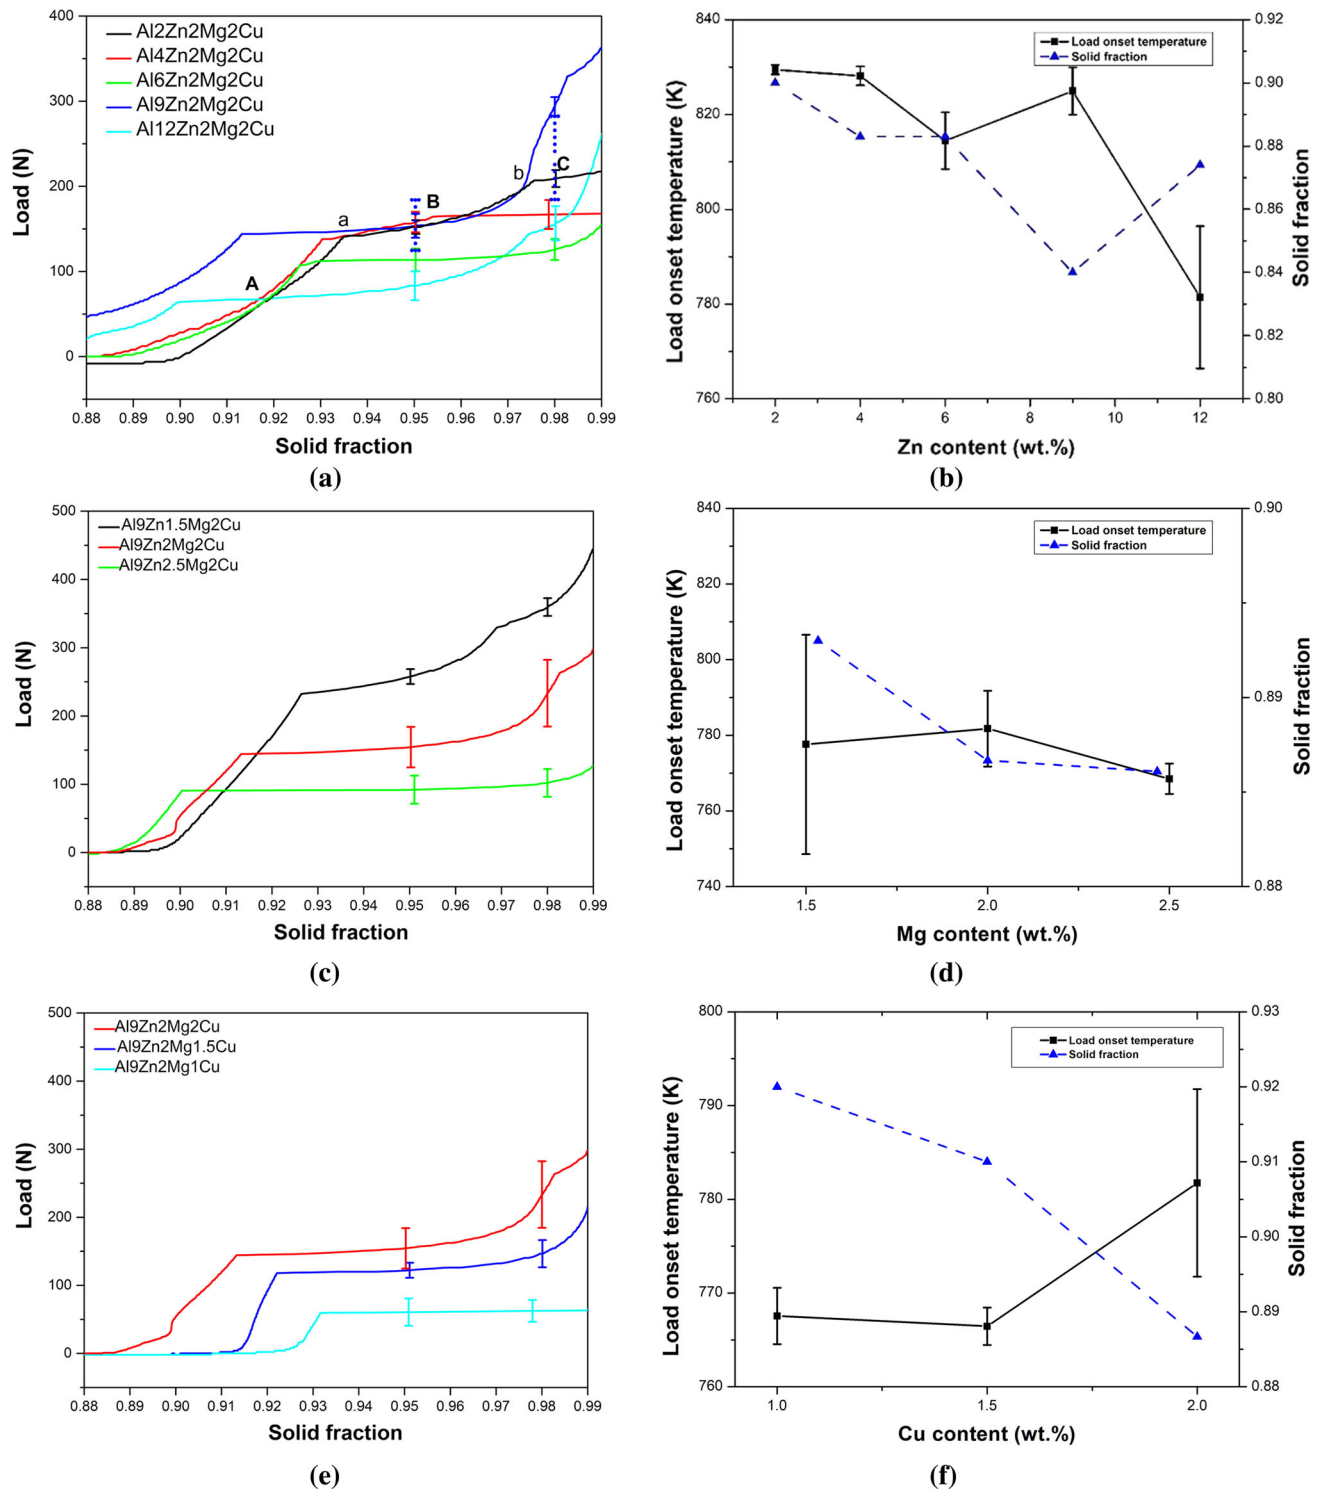 Al2Zn2Mg2Cu
Al4Zn2Mg2Cu
Al6Zn2Mg2Cu
Al9Zn2Mg2Cu
Al12Zn2Mg2Cu
A
a
B
b
C
400
300
200
100
0
Load (N)
0.88 0.89 0.90 0.91 0.92 0.93 0.94 0.95 0.96 0.97 0.98 0.99
Solid fraction
(a)
Load onset temperature
Solid fraction
840
820
800
780
760
Load onset temperature (K)
0.92
0.90
0.88
0.86
0.84
0.82
0.80
Solid fraction
2 4 6 8 10 12
Zn content (wt.%)
(b)
Al9Zn1.5Mg2Cu
Al9Zn2Mg2Cu
Al9Zn2.5Mg2Cu
500
400
300
200
100
0
Load (N)
0.88 0.89 0.90 0.91 0.92 0.93 0.94 0.95 0.96 0.97 0.98 0.99
Solid fraction
(c)
Load onset temperature
Solid fraction
840
820
800
780
760
740
Load onset temperature (K)
0.90
0.89
0.88
Solid fraction
1.5 2.0 2.5
Mg content (wt.%)
(d)
Al9Zn2Mg2Cu
Al9Zn2Mg1.5Cu
Al9Zn2Mg1Cu
500
400
300
200
100
0
Load (N)
0.88 0.89 0.90 0.91 0.92 0.93 0.94 0.95 0.96 0.97 0.98 0.99
Solid fraction
(e)
Load onset temperature
Solid fraction
800
790
780
770
760
Load onset temperature (K)
0.93
0.92
0.91
0.90
0.89
0.88
Solid fraction
1.0 1.5 2.0
Cu content (wt.%)
(f)